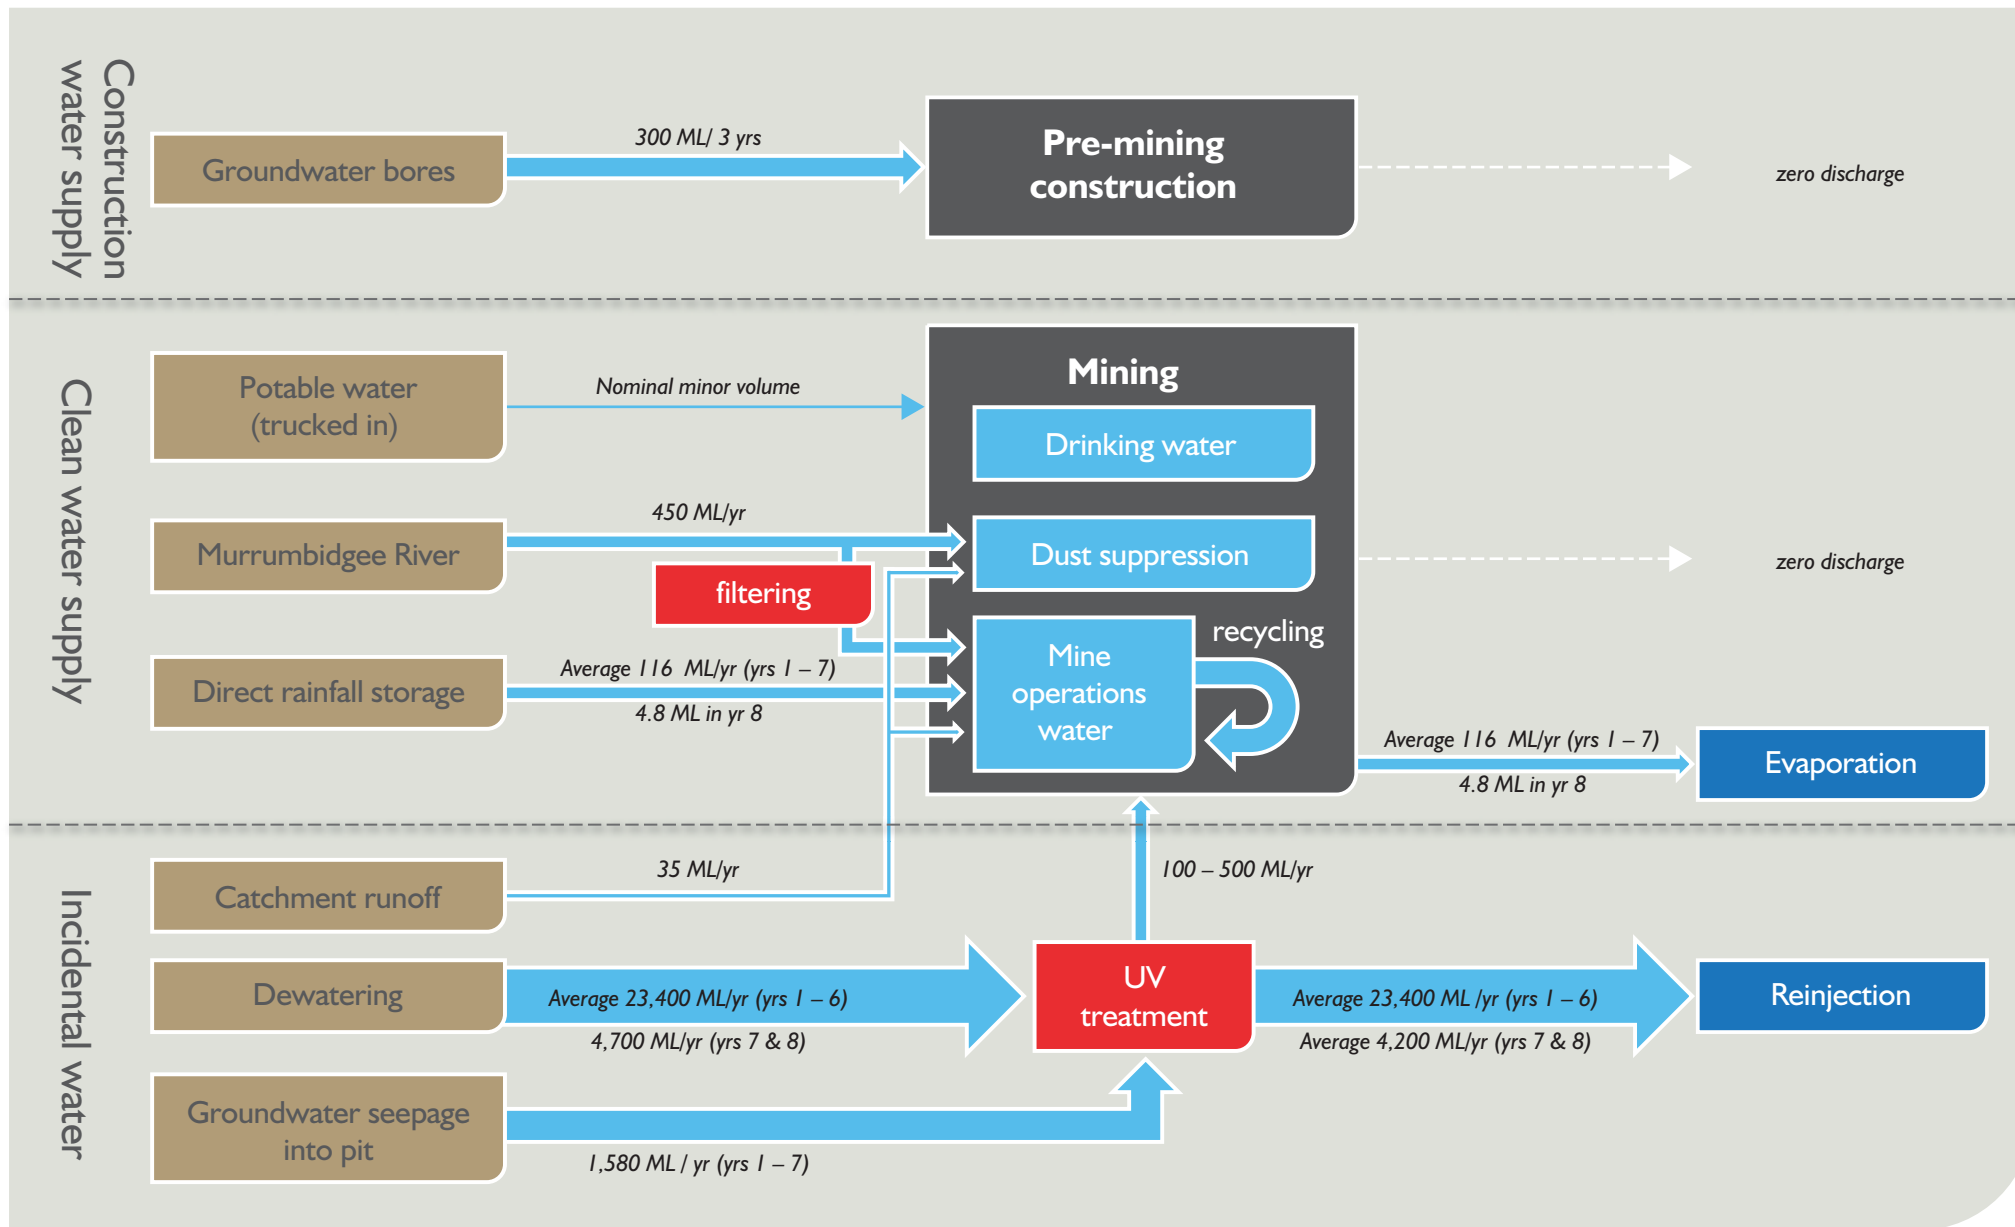 Construction
water supply
Groundwater bores
300 ML/ 3 yrs
Pre-mining
construction
zero discharge
Clean water supply
Potable water
(trucked in)
Nominal minor volume
Mining
Drinking water
Murrumbidgee River
450 ML/yr
Dust suppression
zero discharge
filtering
Direct rainfall storage
Average 116 ML/yr (yrs 1 – 7)
4.8 ML in yr 8
Mine
operations
water
recycling
Average 116 ML/yr (yrs 1 – 7)
4.8 ML in yr 8
Evaporation
Incidental water
Catchment runoff
35 ML/yr
100 – 500 ML/yr
Dewatering
Average 23,400 ML/yr (yrs 1 – 6)
4,700 ML/yr (yrs 7 & 8)
UV
treatment
Average 23,400 ML /yr (yrs 1 – 6)
Average 4,200 ML/yr (yrs 7 & 8)
Reinjection
Groundwater seepage
into pit
1,580 ML / yr (yrs 1 – 7)